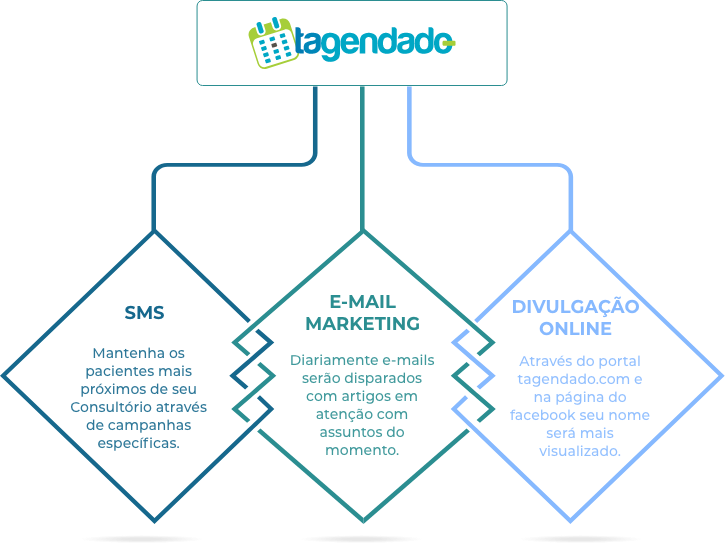 tagendado
SMS
Mantenha os
pacientes mais
próximos de seu
Consultório através
de campanhas
específicas.
E-MAIL
MARKETING
Diariamente e-mails
serão disparados
com artigos em
atenção com
assuntos do
momento.
DIVULGAÇÃO
ONLINE
Através do portal
tagendado.com e
na página do
facebook seu nome
será mais
visualizado.